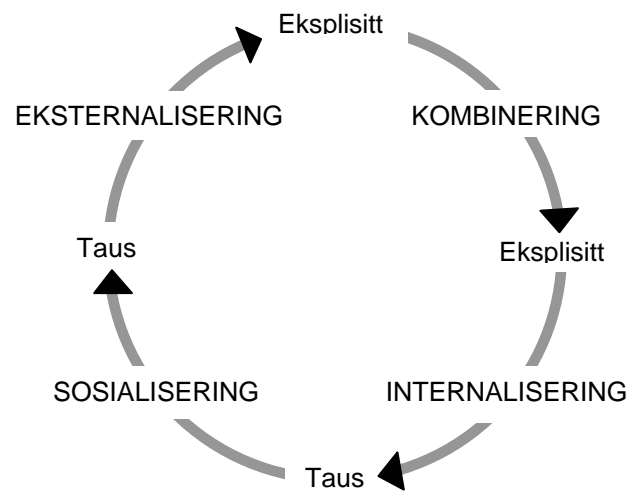 Eksplisitt
EKSTERNALISERING
KOMBINERING
Taus
Eksplisitt
SOSIALISERING
INTERNALISERING
Taus